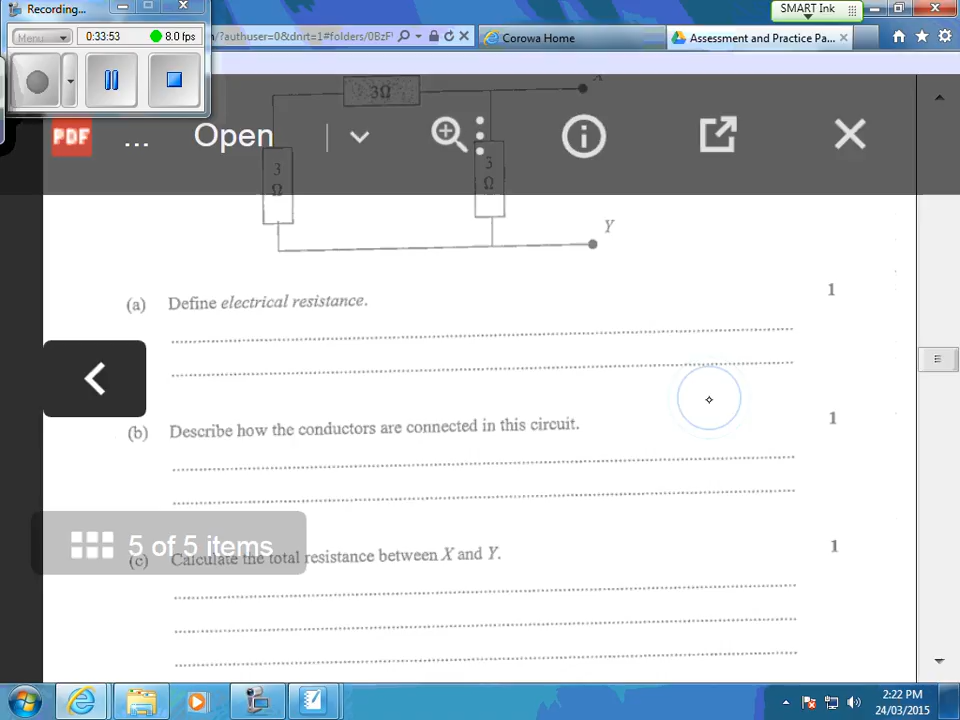 Recording...
SMART Ink
Menu
0:33:53
8.0 fps
n/?authuser=0&dnrt=1#folders/0BzF
Corowa Home
Assessment and Practice Pa...
3Ω
X
PDF
...
Open
3
Ω
3
Ω
Y
(a) Define electrical resistance. 1
(b) Describe how the conductors are connected in this circuit. 1
5 of 5 items
(c) Calculate the total resistance between X and Y. 1
2:22 PM
24/03/2015